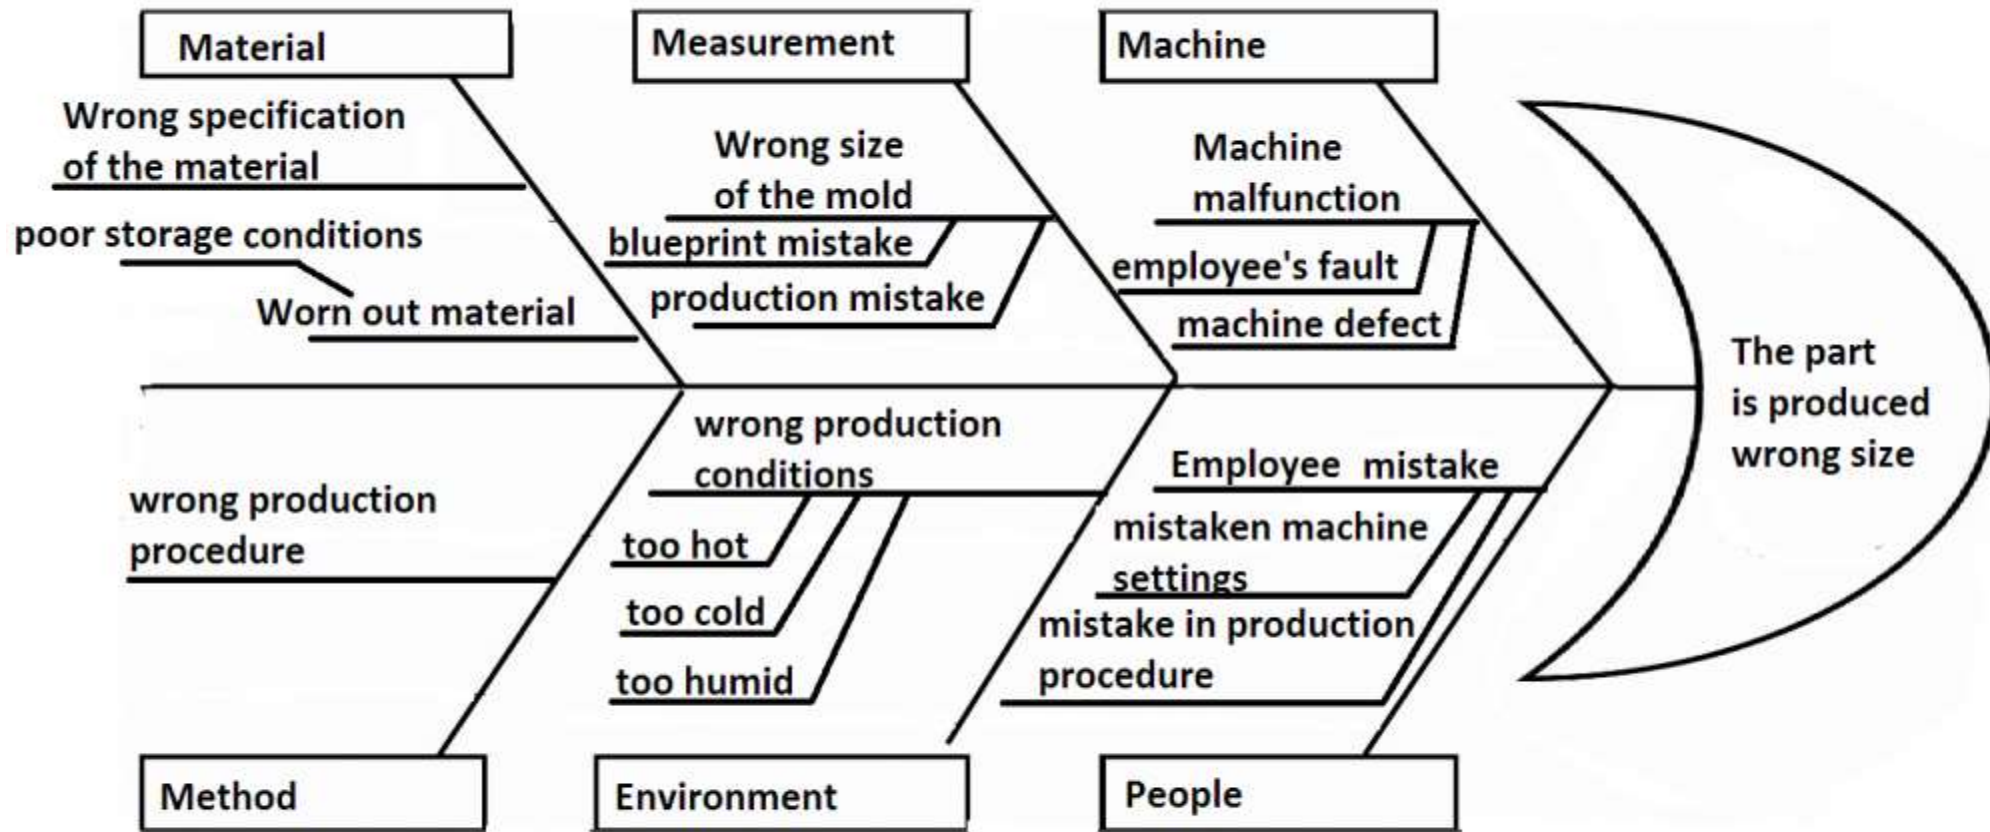 Material
Measurement
Machine
Wrong specification
of the material
poor storage conditions
Worn out material
Wrong size
of the mold
blueprint mistake
production mistake
Machine
malfunction
employee's fault
machine defect
The part
is produced
wrong size
wrong production
procedure
wrong production
conditions
too hot
too cold
too humid
Employee mistake
mistaken machine
settings
mistake in production
procedure
Method
Environment
People